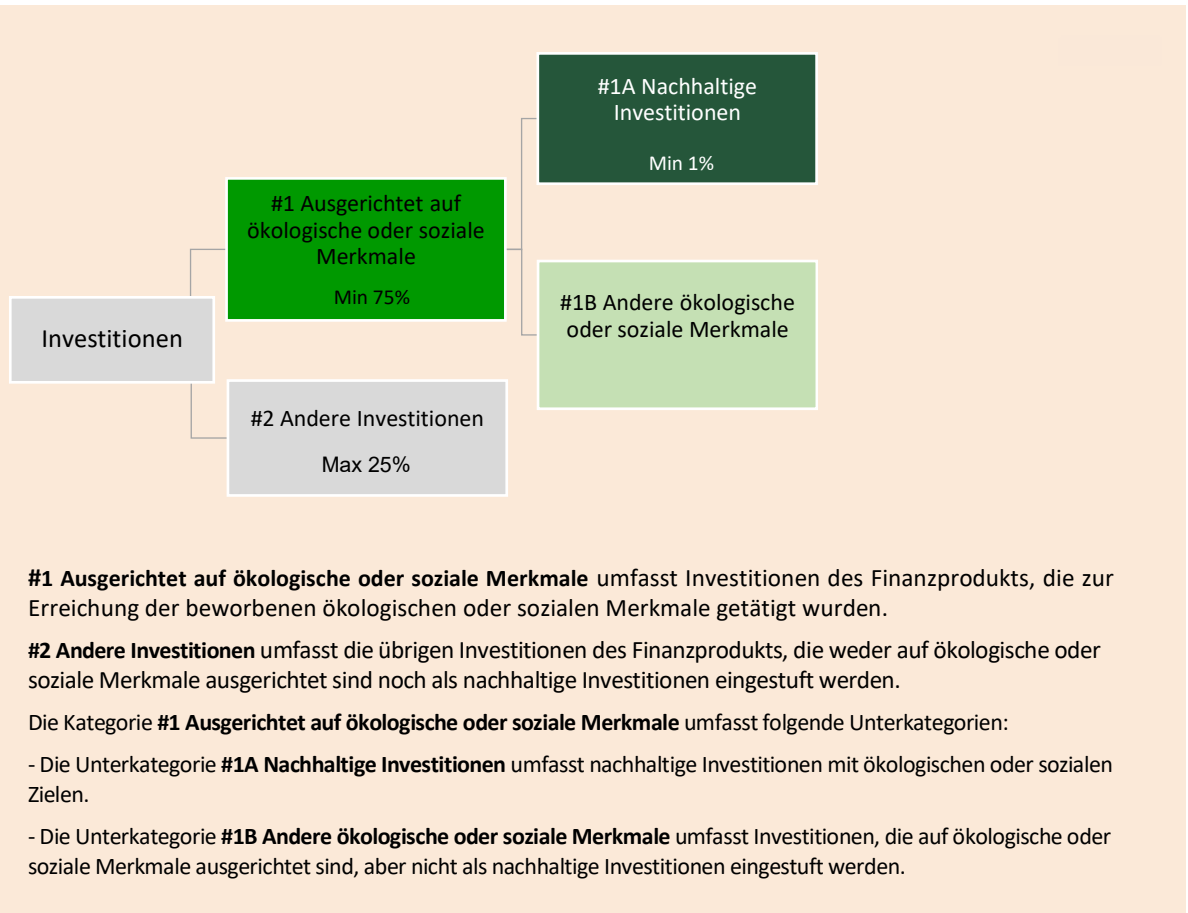 #1A Nachhaltige
Investitionen
Min 1%
#1 Ausgerichtet auf
ökologische oder soziale
Merkmale
Min 75%
#1B Andere ökologische
oder soziale Merkmale
Investitionen
#2 Andere Investitionen
Max 25%
#1 Ausgerichtet auf ökologische oder soziale Merkmale umfasst Investitionen des Finanzprodukts, die zur
Erreichung der beworbenen ökologischen oder sozialen Merkmale getätigt wurden.
#2 Andere Investitionen umfasst die übrigen Investitionen des Finanzprodukts, die weder auf ökologische oder
soziale Merkmale ausgerichtet sind noch als nachhaltige Investitionen eingestuft werden.
Die Kategorie #1 Ausgerichtet auf ökologische oder soziale Merkmale umfasst folgende Unterkategorien:
- Die Unterkategorie #1A Nachhaltige Investitionen umfasst nachhaltige Investitionen mit ökologischen oder sozialen
Zielen.
- Die Unterkategorie #1B Andere ökologische oder soziale Merkmale umfasst Investitionen, die auf ökologische oder
soziale Merkmale ausgerichtet sind, aber nicht als nachhaltige Investitionen eingestuft werden.